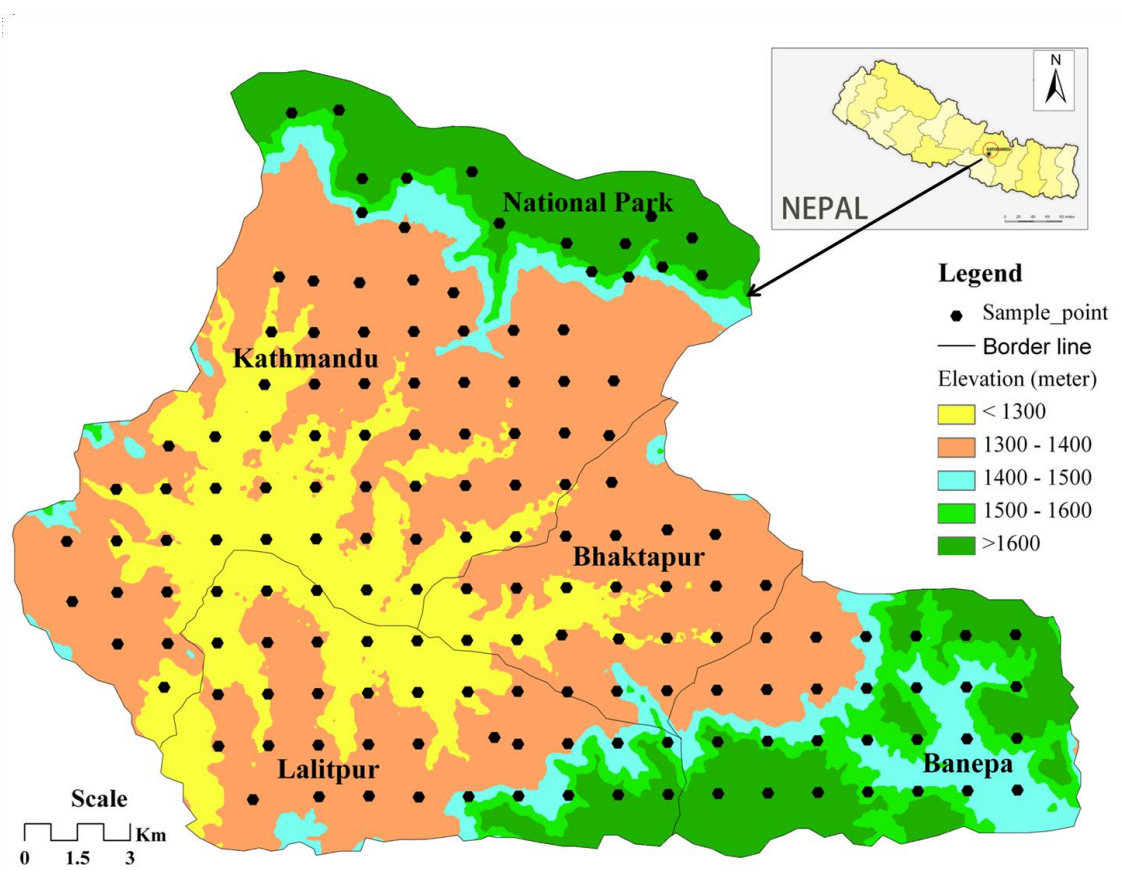 N
KATHMANDU
NEPAL
National Park
Legend
Sample_point
Border line
Elevation (meter)
< 1300
1300 - 1400
1400 - 1500
1500 - 1600
>1600
Kathmandu
Bhaktapur
Lalitpur
Banepa
Scale
Km
0 1.5 3